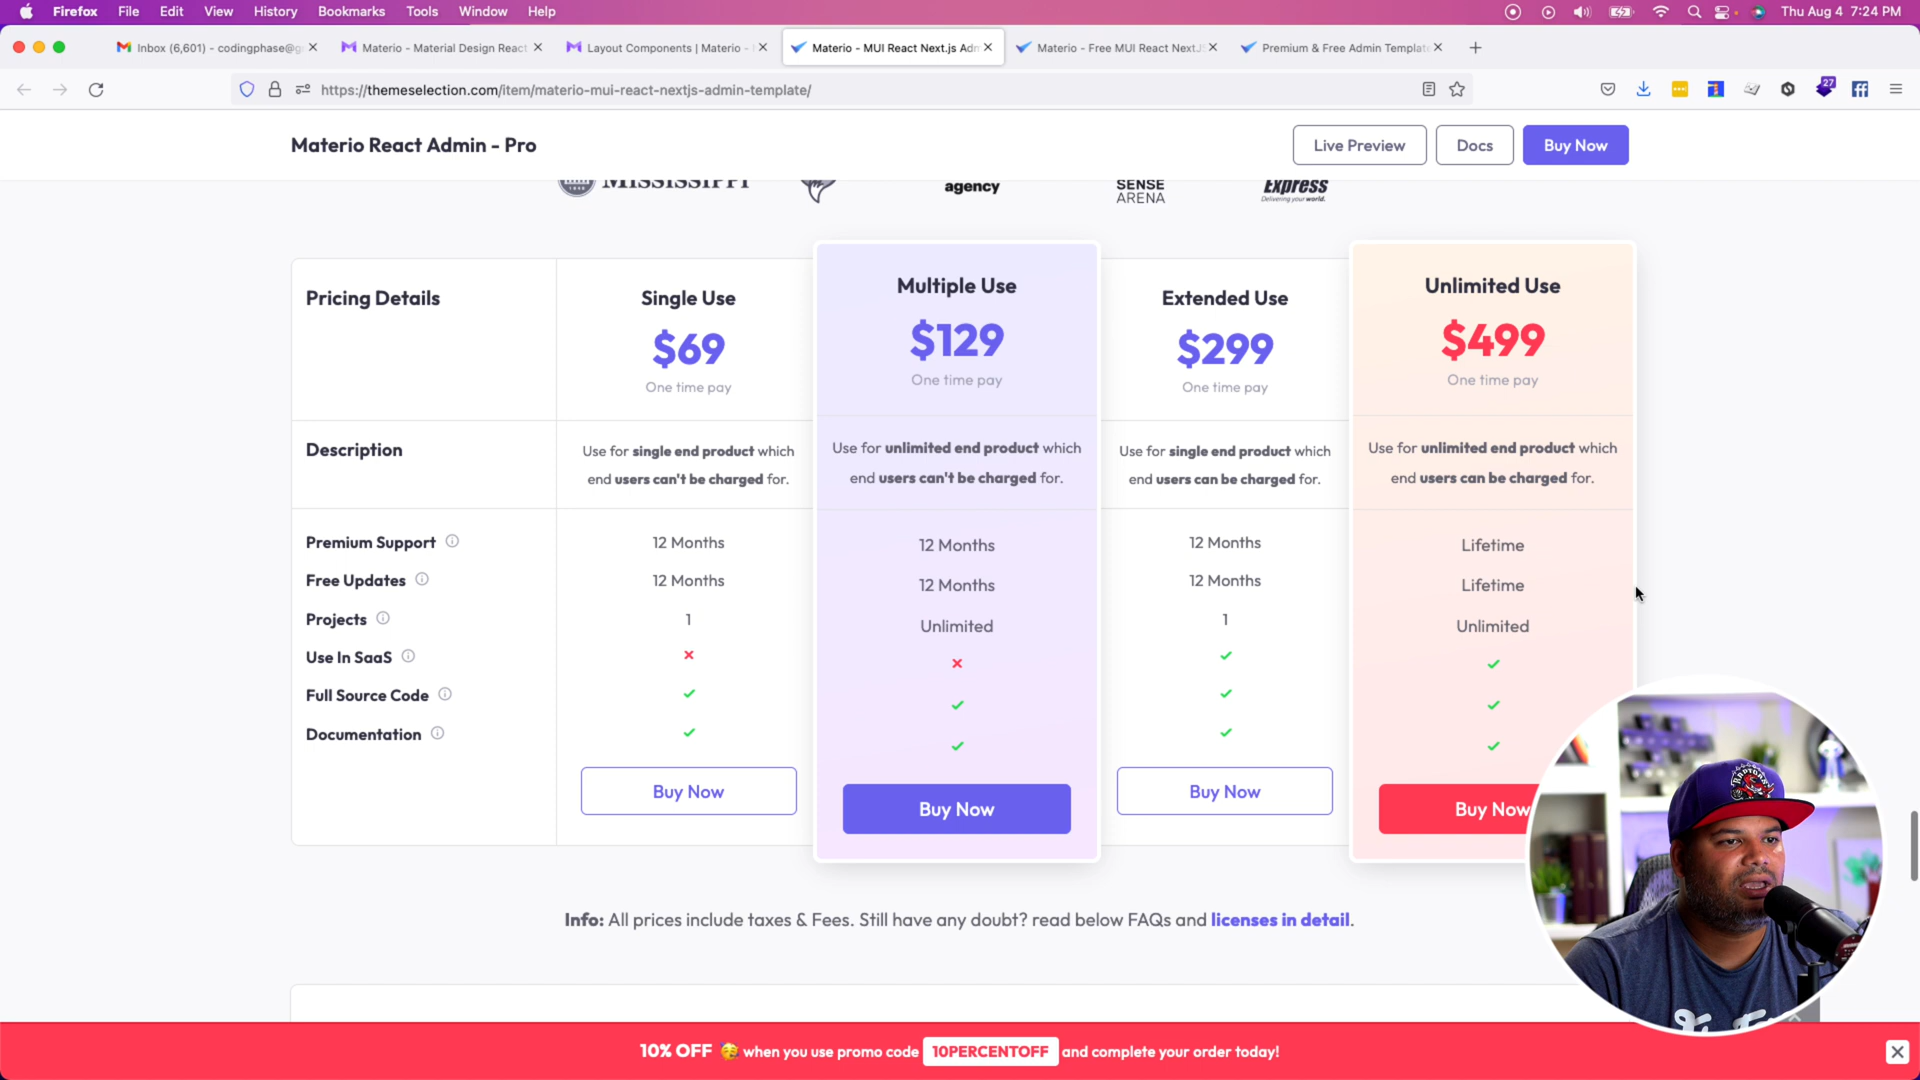 Firefox File Edit View History Bookmarks Tools Window Help
Thu Aug 4 7:24 PM
Inbox (6,601) - codingphase@g
Materio - Material Design React
Layout Components | Materio -
Materio - MUI React Next.js Adm
Materio - Free MUI React Next.
Premium & Free Admin Template
https://themeselection.com/item/materio-mui-react-nextjs-admin-template/
27
Materio React Admin - Pro
Live Preview
Docs
Buy Now
MISSISSIPPI
agency
SENSE
ARENA
Express
Delivering your world.
Pricing Details
Single Use
$69
One time pay
Multiple Use
$129
One time pay
Extended Use
$299
One time pay
Unlimited Use
$499
One time pay
Description
Use for single end product which
end users can't be charged for.
Use for unlimited end product which
end users can't be charged for.
Use for single end product which
end users can be charged for.
Use for unlimited end product which
end users can be charged for.
Premium Support 12 Months 12 Months 12 Months Lifetime
Free Updates 12 Months 12 Months 12 Months Lifetime
Projects 1 Unlimited 1 Unlimited
Use In SaaS
Full Source Code
Documentation
Buy Now
Buy Now
Buy Now
Buy Now
RAPTORS
Info: All prices include taxes & Fees. Still have any doubt? read below FAQs and licenses in detail.
10% OFF when you use promo code 10PERCENTOFF and complete your order today!